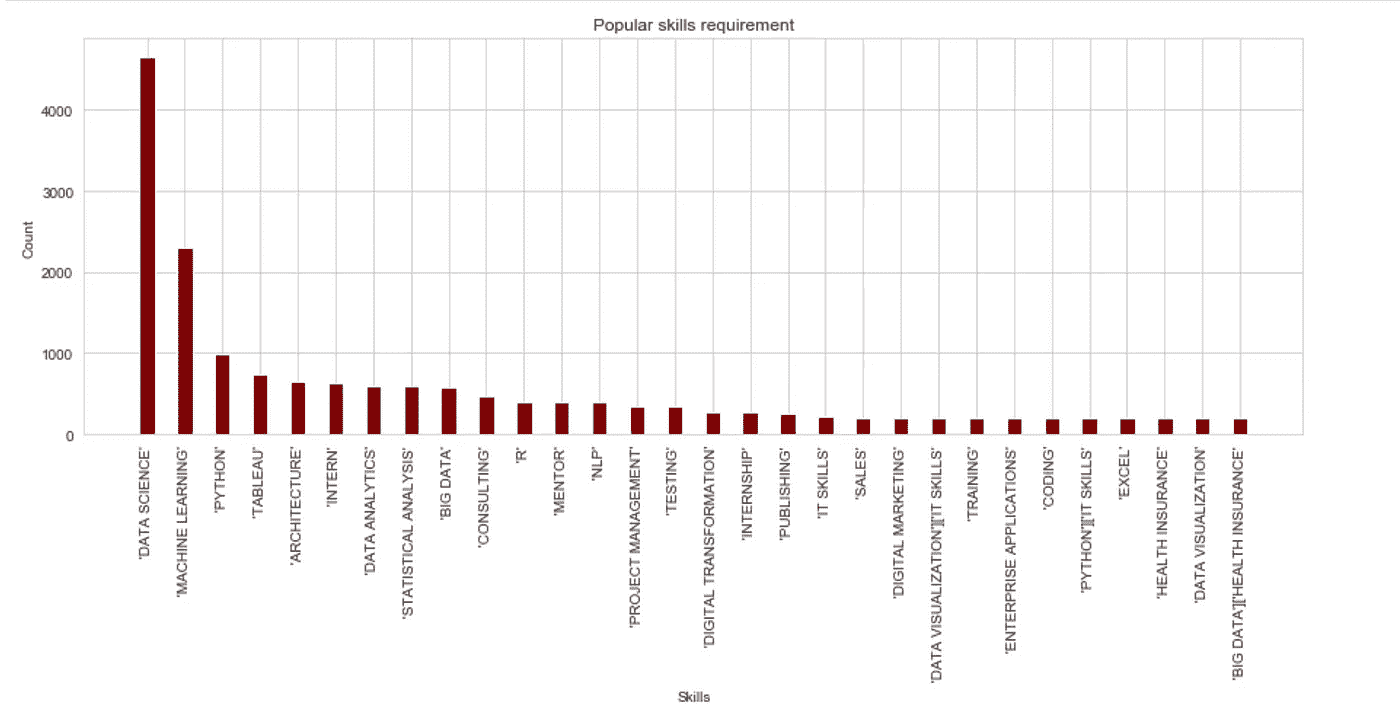 Popular skills requirement
Count
4000
3000
2000
1000
0
'DATA SCIENCE'
'MACHINE LEARNING'
'PYTHON'
'TABLEAU'
'ARCHITECTURE'
'INTERN'
'DATA ANALYTICS'
'STATISTICAL ANALYSIS'
'BIG DATA'
'CONSULTING'
'R'
'MENTOR'
'NLP'
'PROJECT MANAGEMENT'
'TESTING'
'DIGITAL TRANSFORMATION'
'INTERNSHIP'
'PUBLISHING'
'IT SKILLS'
'SALES'
'DIGITAL MARKETING'
'DATA VISUALIZATION']['IT SKILLS'
'TRAINING'
'ENTERPRISE APPLICATIONS'
'CODING'
'PYTHON']['IT SKILLS'
'EXCEL'
'HEALTH INSURANCE'
'DATA VISUALIZATION'
'BIG DATA']['HEALTH INSURANCE'
Skills